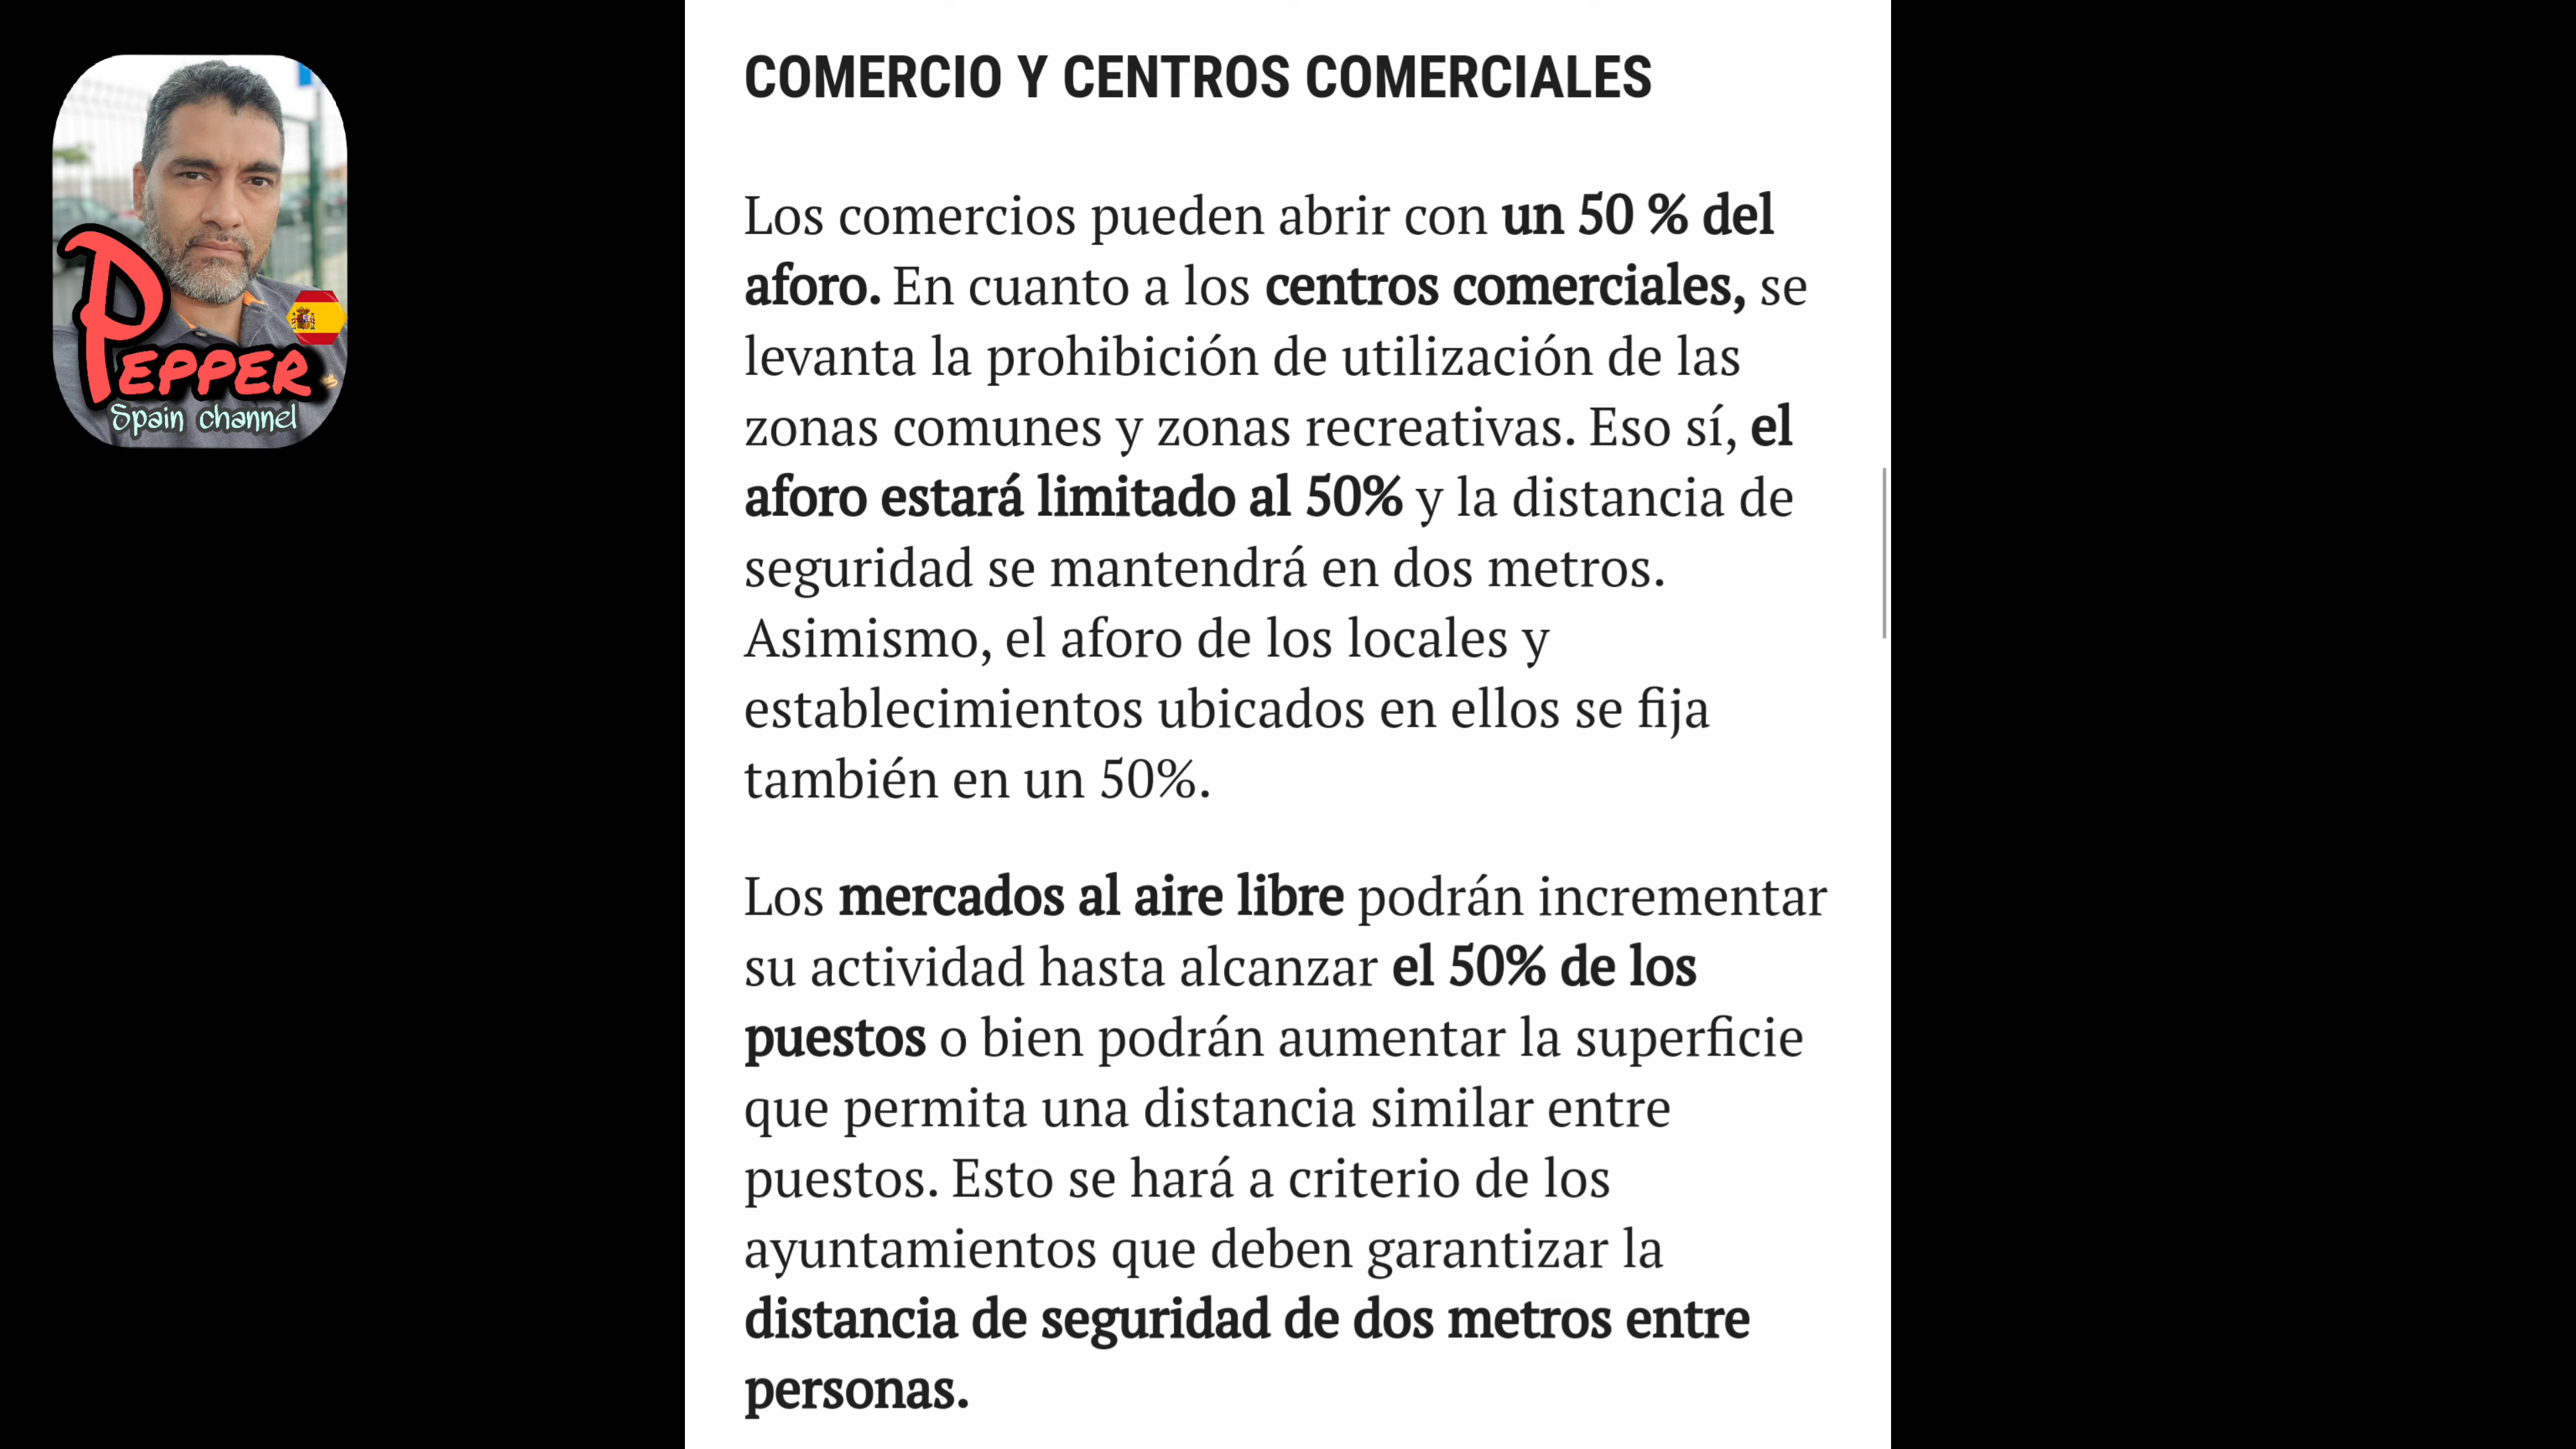 PEPPER
Spain channel
COMERCIO Y CENTROS COMERCIALES
Los comercios pueden abrir con un 50 % del
aforo. En cuanto a los centros comerciales, se
levanta la prohibición de utilización de las
zonas comunes y zonas recreativas. Eso sí, el
aforo estará limitado al 50% y la distancia de
seguridad se mantendrá en dos metros.
Asimismo, el aforo de los locales y
establecimientos ubicados en ellos se fija
también en un 50%.
Los mercados al aire libre podrán incrementar
su actividad hasta alcanzar el 50% de los
puestos o bien podrán aumentar la superficie
que permita una distancia similar entre
puestos. Esto se hará a criterio de los
ayuntamientos que deben garantizar la
distancia de seguridad de dos metros entre
personas.